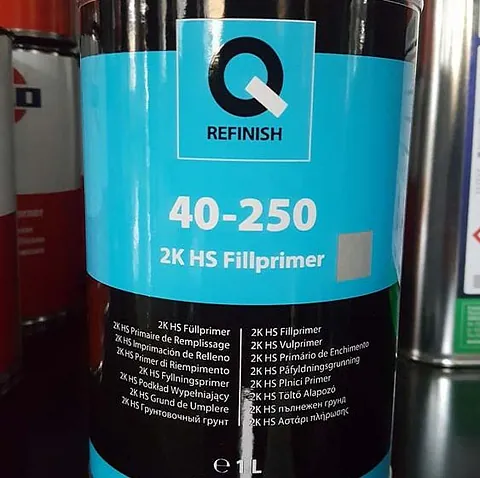 Q
REFINISH
40-250
2K HS Fillprimer
2K HS Füllprimer
2K HS Primaire de Remplissage
2K HS Imprimación de Relleno
2K HS Primer di Riempimento
2K HS Fyllningsprimer
2K HS Podkład Wypełniający
2K HS Grund de Umplere
2K HS Грунтовочный грунт
2K HS Fillprimer
2K HS Vulprimer
2K HS Primário de Enchimento
2K HS Påfyldningsgrunning
2K HS Plnicí Primer
2K HS Töltő Alapozó
2K HS пълнежен грунд
2K HS Αστάρι πλήρωσης
℮ 1 L